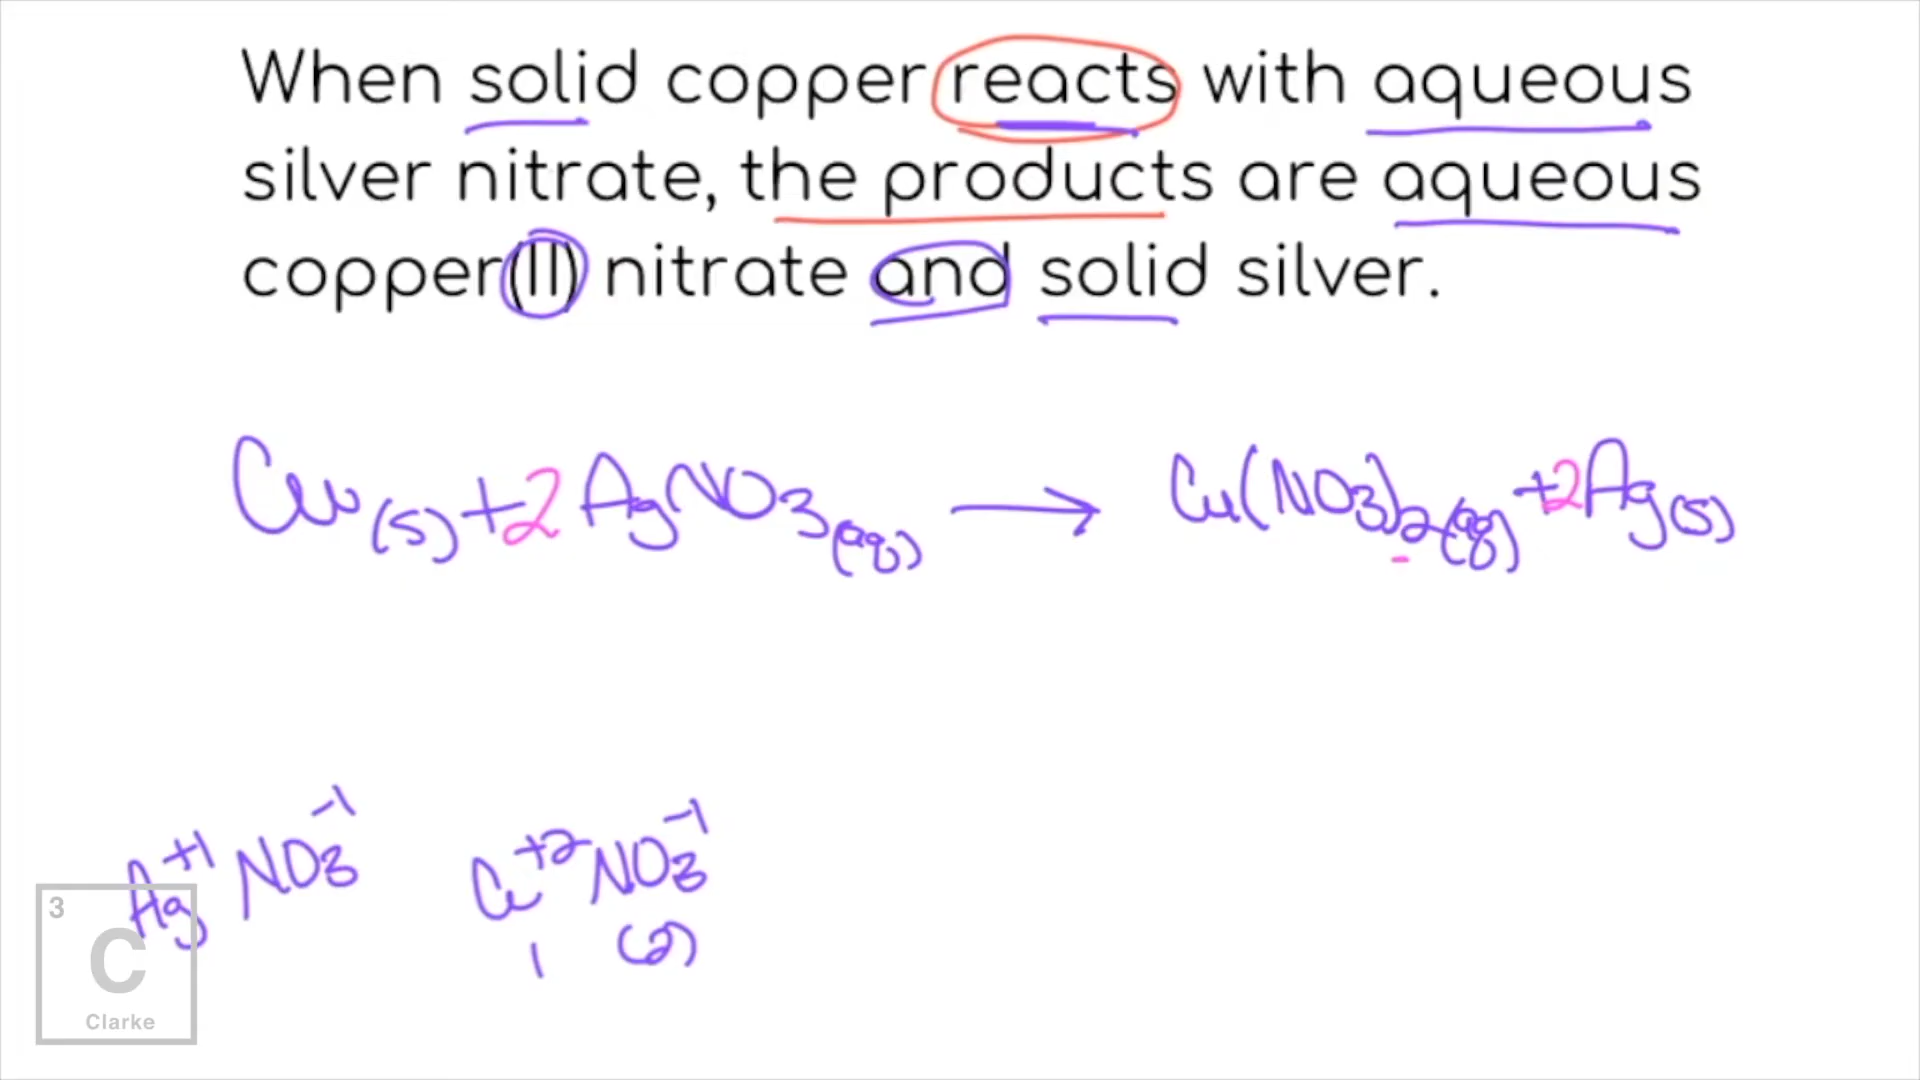 When solid copper reacts with aqueous
silver nitrate, the products are aqueous
copper(II) nitrate and solid silver.
Cu(s) + 2AgNO3(aq) → Cu(NO3)2(aq) + 2Ag(s)
Ag+1 NO3-1 Cu+2 NO3-1
1 (2)
3
C
Clarke